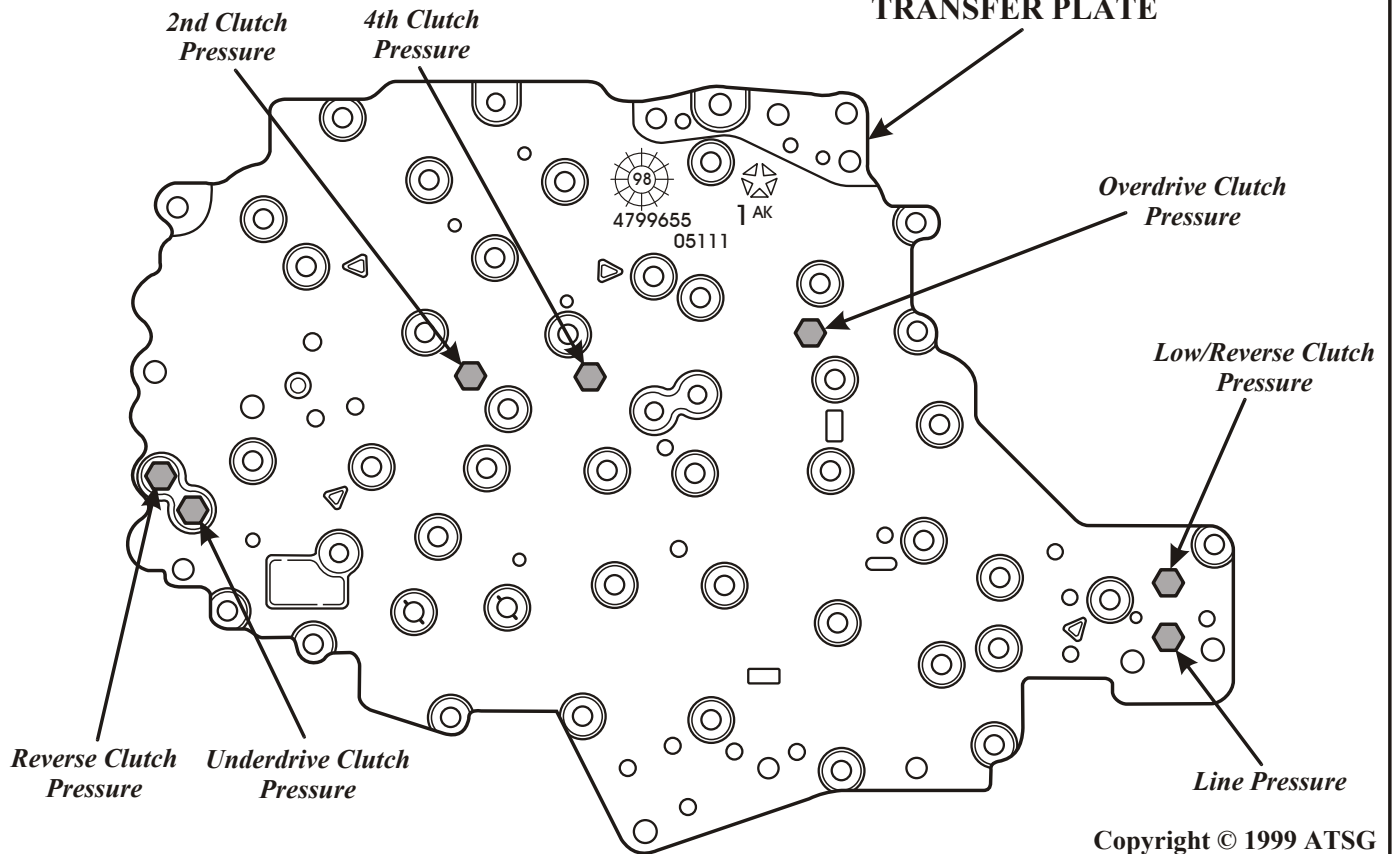 TRANSFER PLATE
2nd Clutch
Pressure
4th Clutch
Pressure
98
4799655
05111
1 AK
Overdrive Clutch
Pressure
Low/Reverse Clutch
Pressure
Reverse Clutch
Pressure
Underdrive Clutch
Pressure
Line Pressure
Copyright © 1999 ATSG